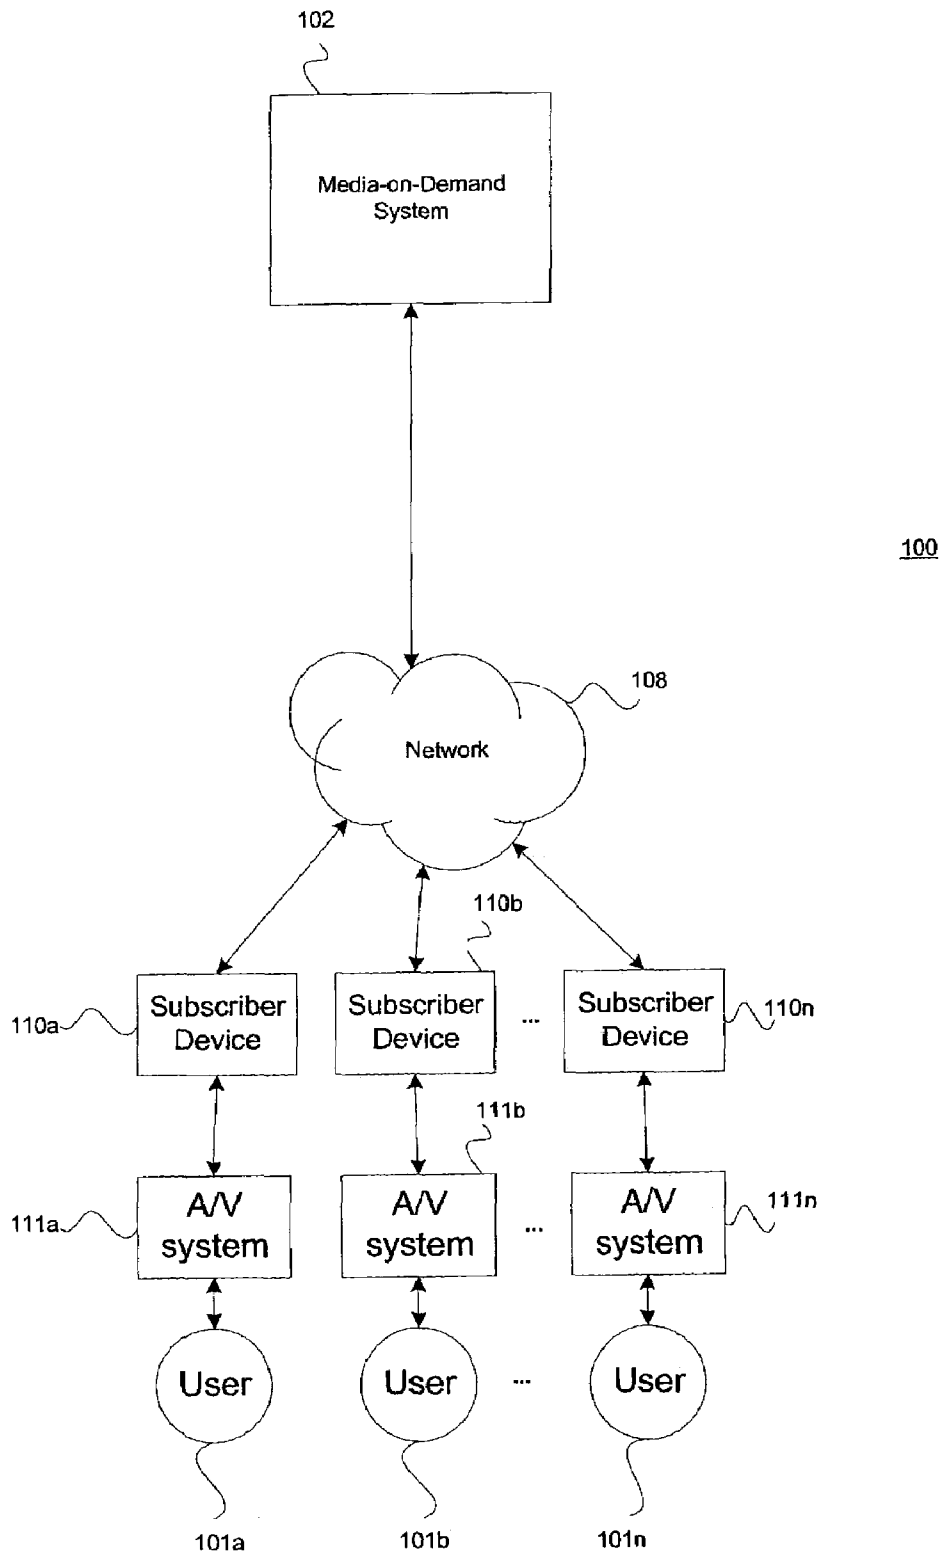 102
Media-on-Demand
System
100
108
Network
110b
Subscriber
Device
Subscriber
Device
...
Subscriber
Device
110a
110n
111b
A/V
system
A/V
system
...
A/V
system
111a
111n
User
User
...
User
101a
101b
101n